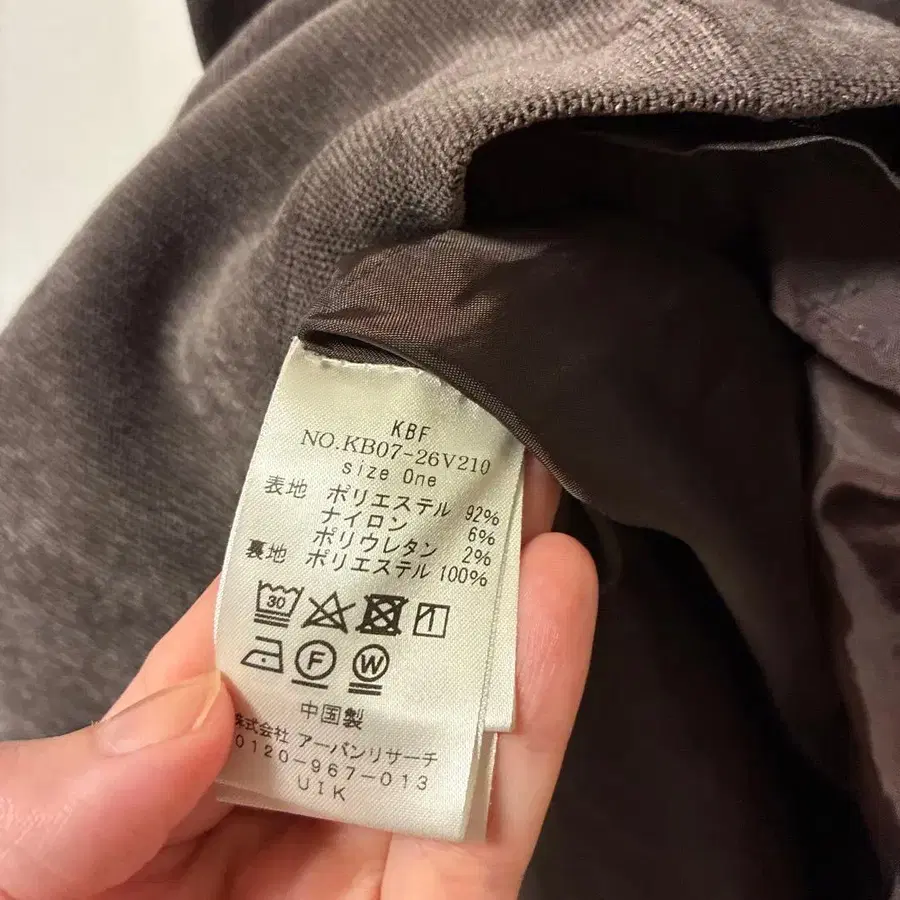 KBF
NO.KB07-26V210
size One
表地 ポリエステル 92%
ナイロン 6%
ポリウレタン 2%
裏地 ポリエステル 100%
30
F
W
中国製
株式会社 アーバンリサーチ
0120-967-013
UIK